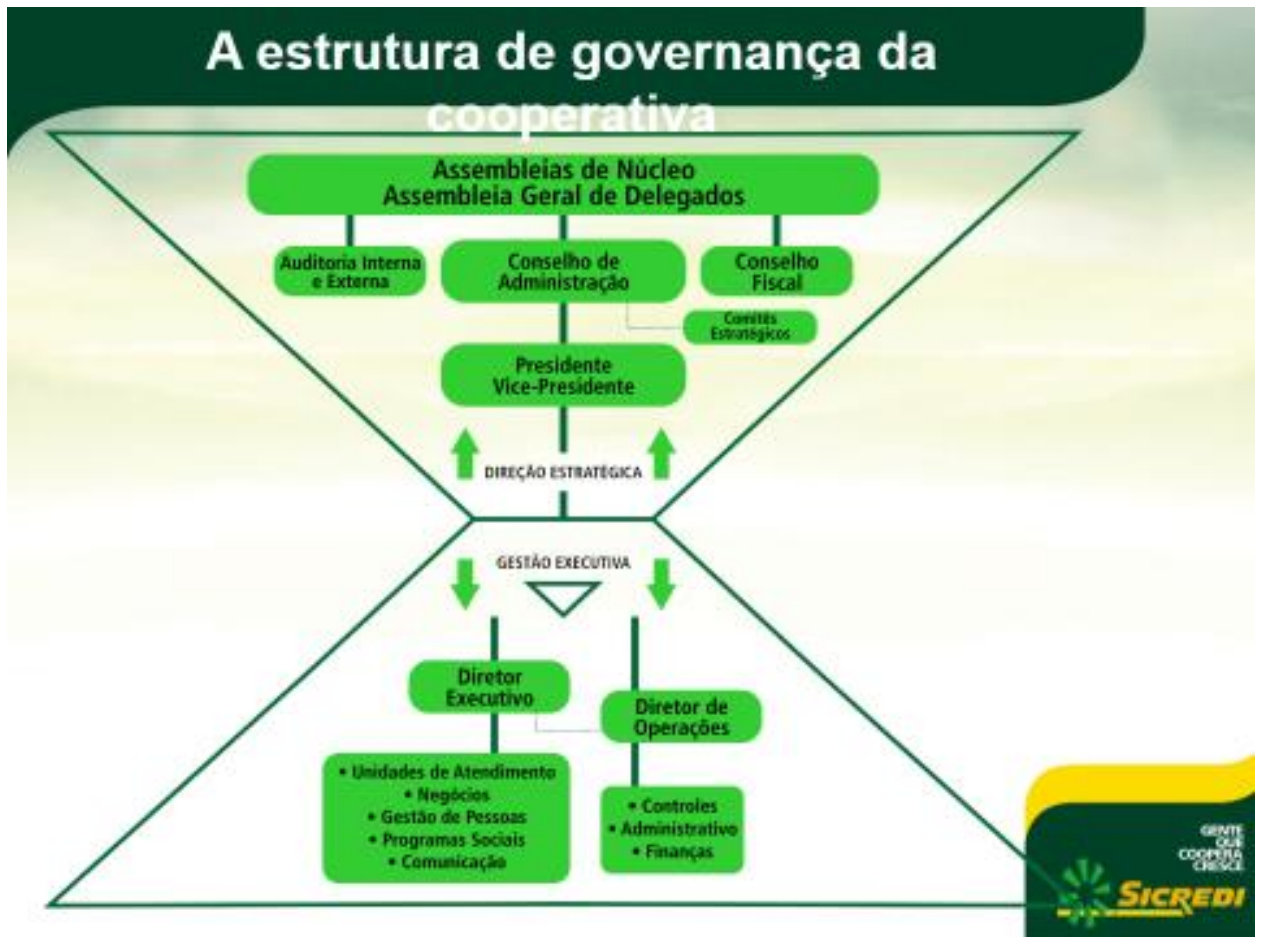 A estrutura de governança da
cooperativa
Assembleias de Núcleo
Assembleia Geral de Delegados
Auditoria Interna
e Externa
Conselho de
Administração
Conselho
Fiscal
Comitês
Estratégicos
Presidente
Vice-Presidente
DIREÇÃO ESTRATÉGICA
GESTÃO EXECUTIVA
Diretor
Executivo
Diretor de
Operações
• Unidades de Atendimento
• Negócios
• Gestão de Pessoas
• Programas Sociais
• Comunicação
• Controles
• Administrativo
• Finanças
GENTE
QUE
COOPERA
CRESCE
SICREDI